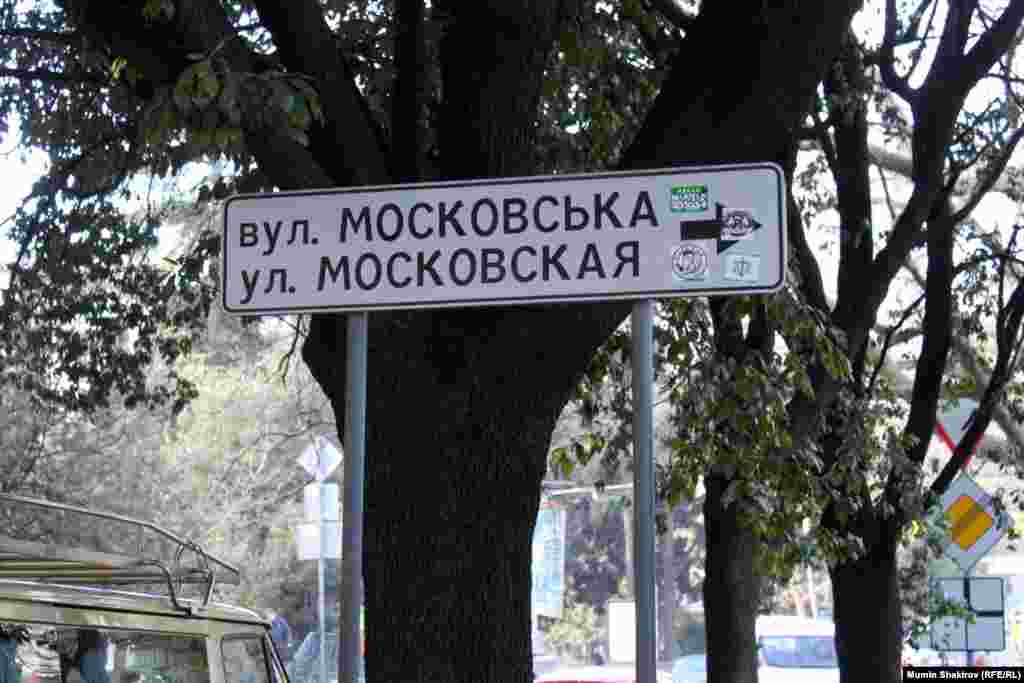 вул. МОСКОВСЬКА
ул. МОСКОВСКАЯ
Mumin Shakirov (RFE/RL)